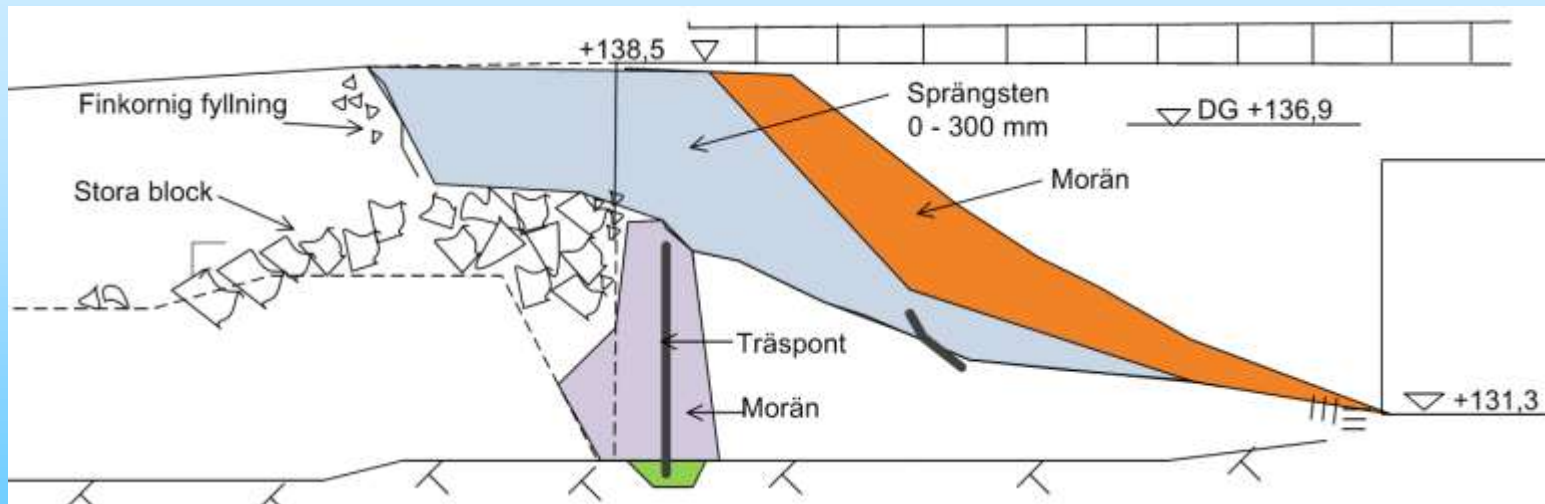 +138,5
Finkornig fyllning
Sprängsten
0 - 300 mm
DG +136,9
Stora block
Morän
Träspont
Morän
+131,3